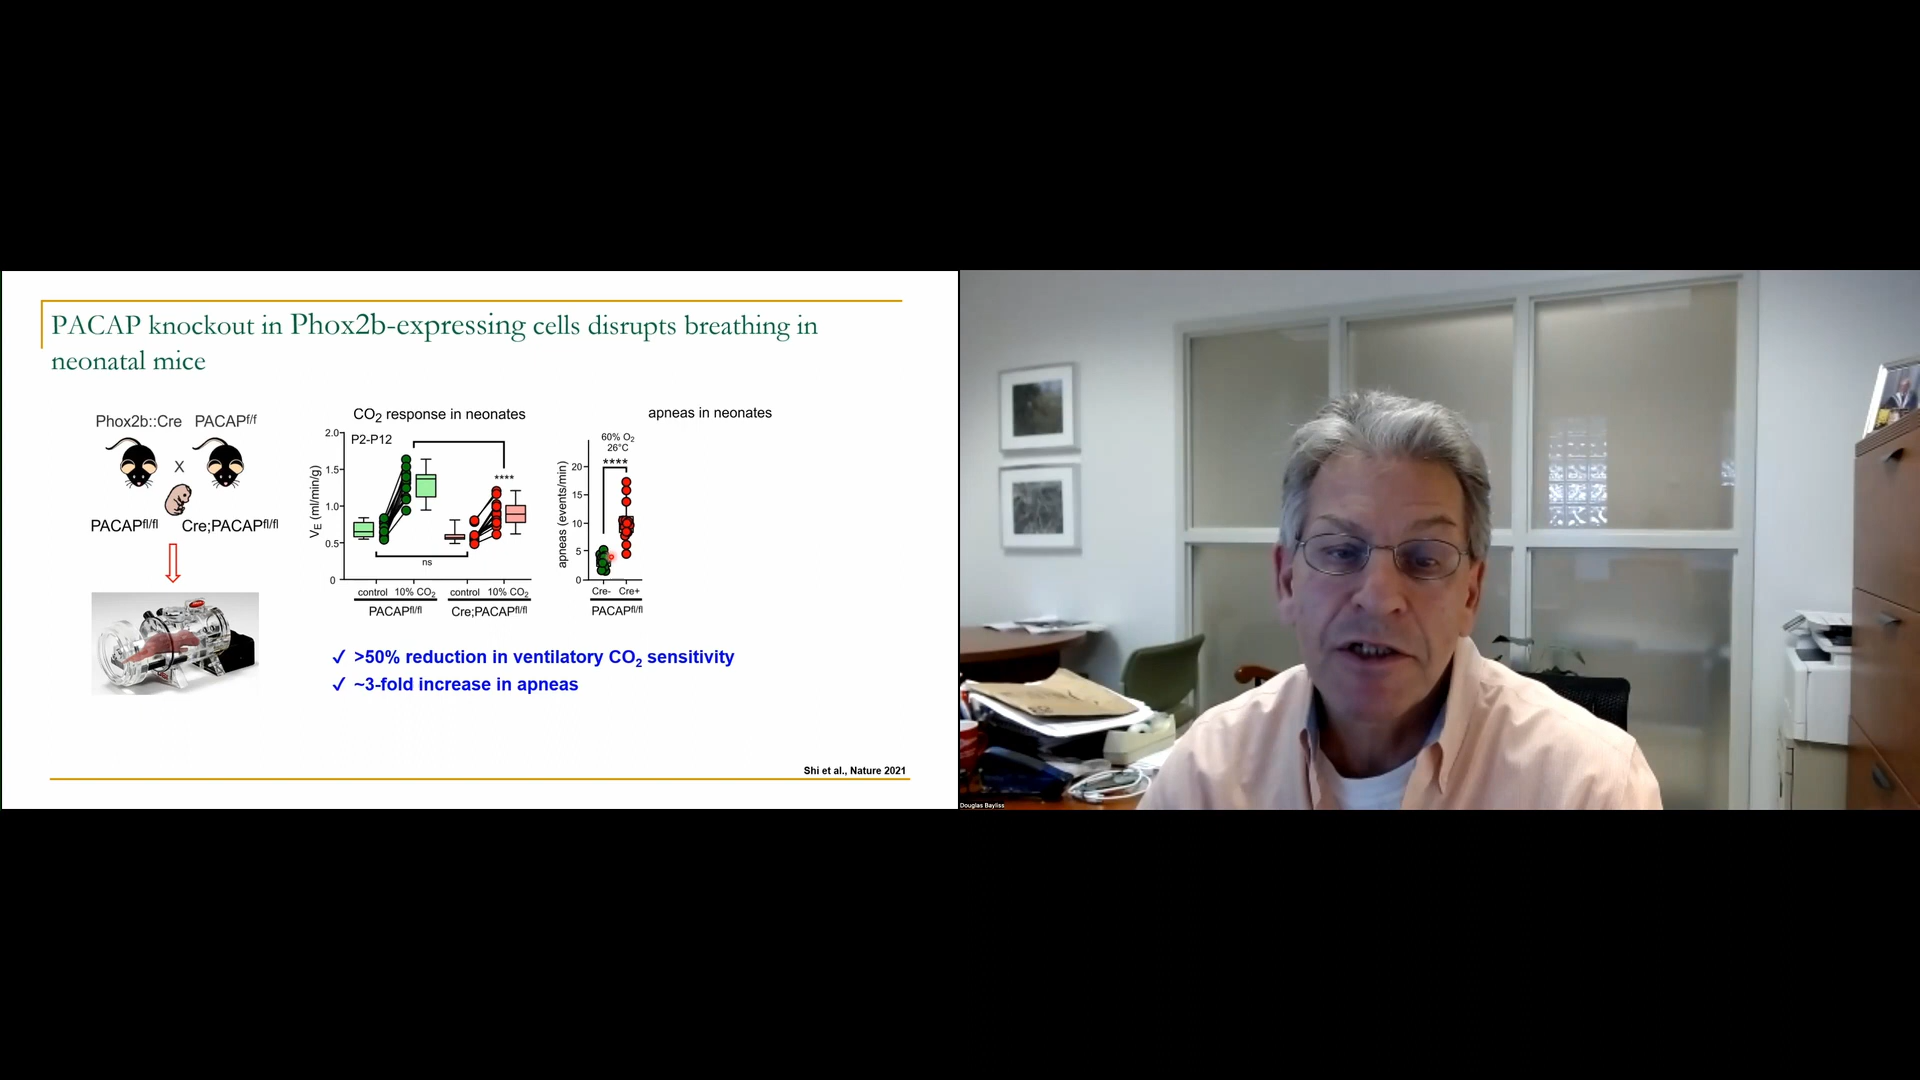 PACAP knockout in Phox2b-expressing cells disrupts breathing in
neonatal mice
Phox2b::Cre PACAPf/f
X
PACAPfl/fl Cre;PACAPfl/fl
CO2 response in neonates
P2-P12
VE (ml/min/g)
2.0
1.5
1.0
0.5
0
****
ns
control 10% CO2 control 10% CO2
PACAPfl/fl Cre;PACAPfl/fl
apneas in neonates
60% O2
26°C
****
apneas (events/min)
20
15
10
5
0
Cre- Cre+
PACAPfl/fl
✓ >50% reduction in ventilatory CO2 sensitivity
✓ ~3-fold increase in apneas
Shi et al., Nature 2021
Douglas Bayliss